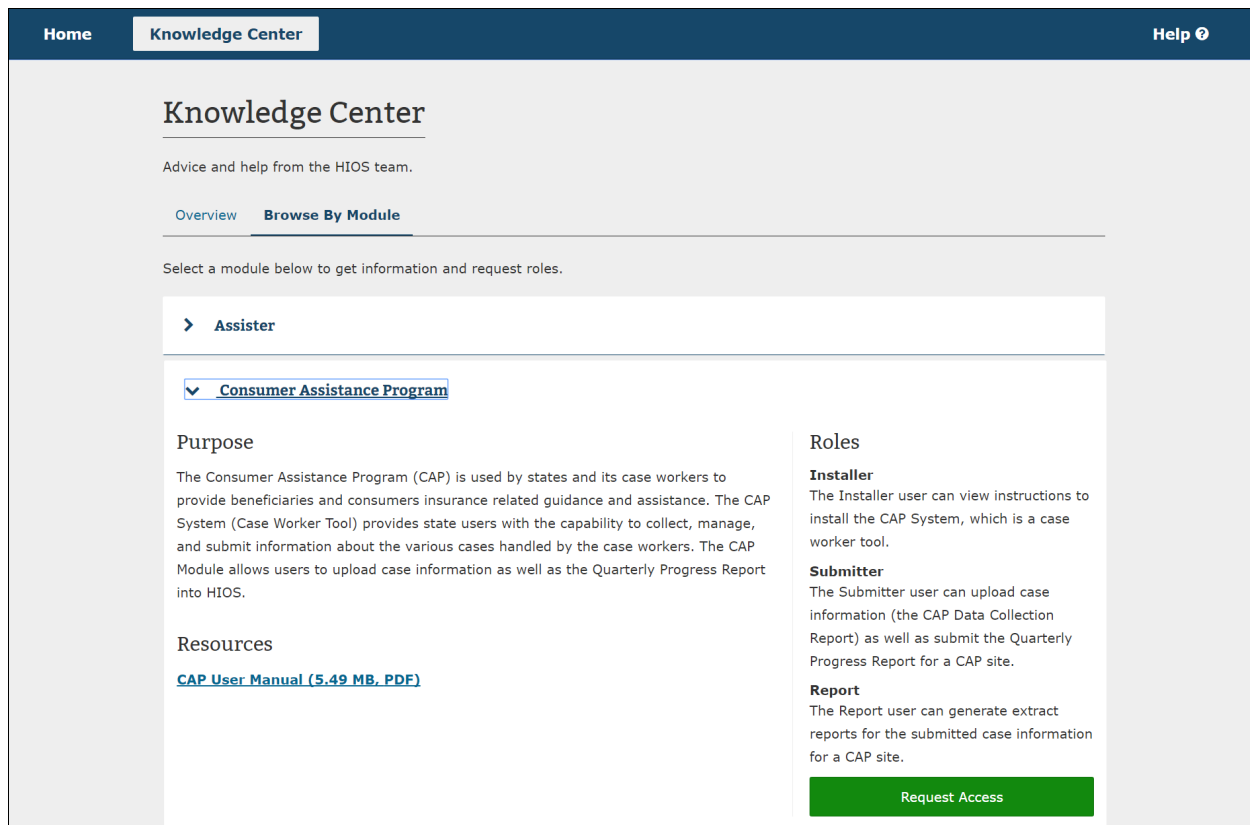 Home
Knowledge Center
Help
Knowledge Center
Advice and help from the HIOS team.
Overview
Browse By Module
Select a module below to get information and request roles.
Assister
Consumer Assistance Program
Purpose
The Consumer Assistance Program (CAP) is used by states and its case workers to
provide beneficiaries and consumers insurance related guidance and assistance. The CAP
System (Case Worker Tool) provides state users with the capability to collect, manage,
and submit information about the various cases handled by the case workers. The CAP
Module allows users to upload case information as well as the Quarterly Progress Report
into HIOS.
Resources
CAP User Manual (5.49 MB, PDF)
Roles
Installer
The Installer user can view instructions to
install the CAP System, which is a case
worker tool.
Submitter
The Submitter user can upload case
information (the CAP Data Collection
Report) as well as submit the Quarterly
Progress Report for a CAP site.
Report
The Report user can generate extract
reports for the submitted case information
for a CAP site.
Request Access